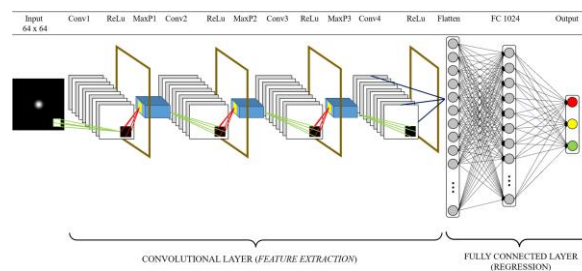 Input Conv1 ReLu MaxP1 Conv2 ReLu MaxP2 Conv3 ReLu MaxP3 Conv4 ReLu Flatten FC 1024 Output
64 x 64
CONVOLUTIONAL LAYER (FEATURE EXTRACTION)
FULLY CONNECTED LAYER
(REGRESSION)